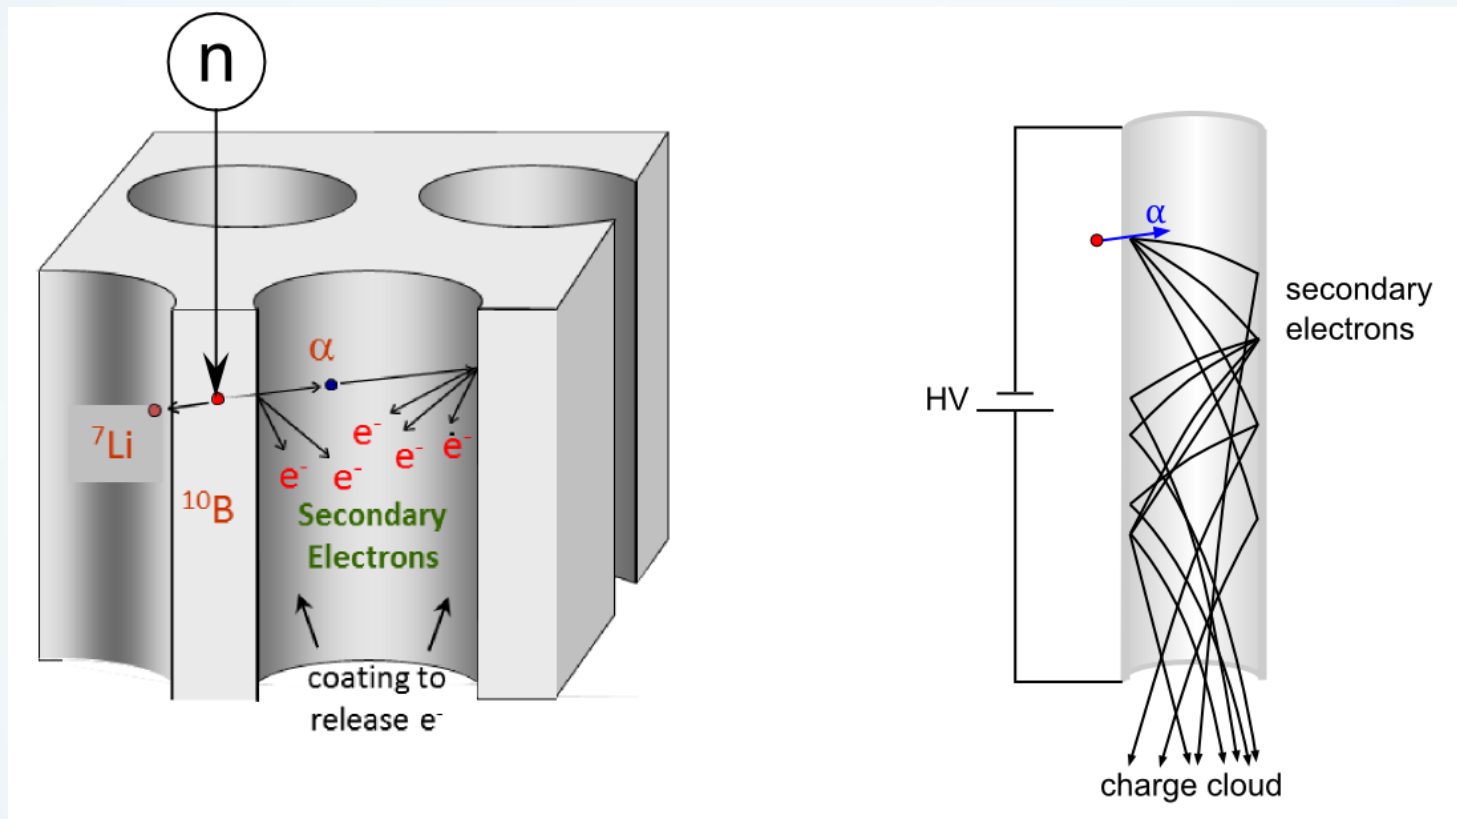 n
α
⁷Li
e⁻ e⁻ e⁻
e⁻ e⁻
¹⁰B
Secondary
Electrons
coating to
release e⁻
α
secondary
electrons
HV
charge cloud